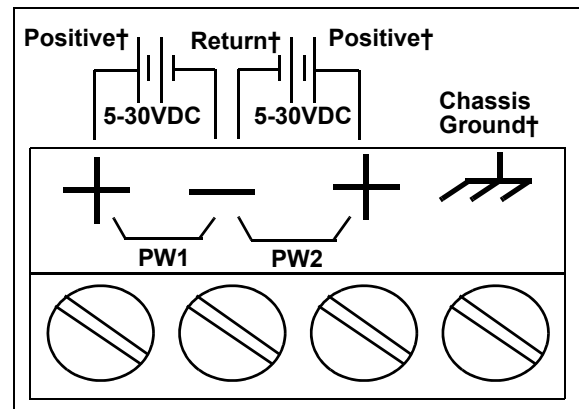 Positive† Return† Positive†
5-30VDC 5-30VDC
Chassis
Ground†
PW1 PW2